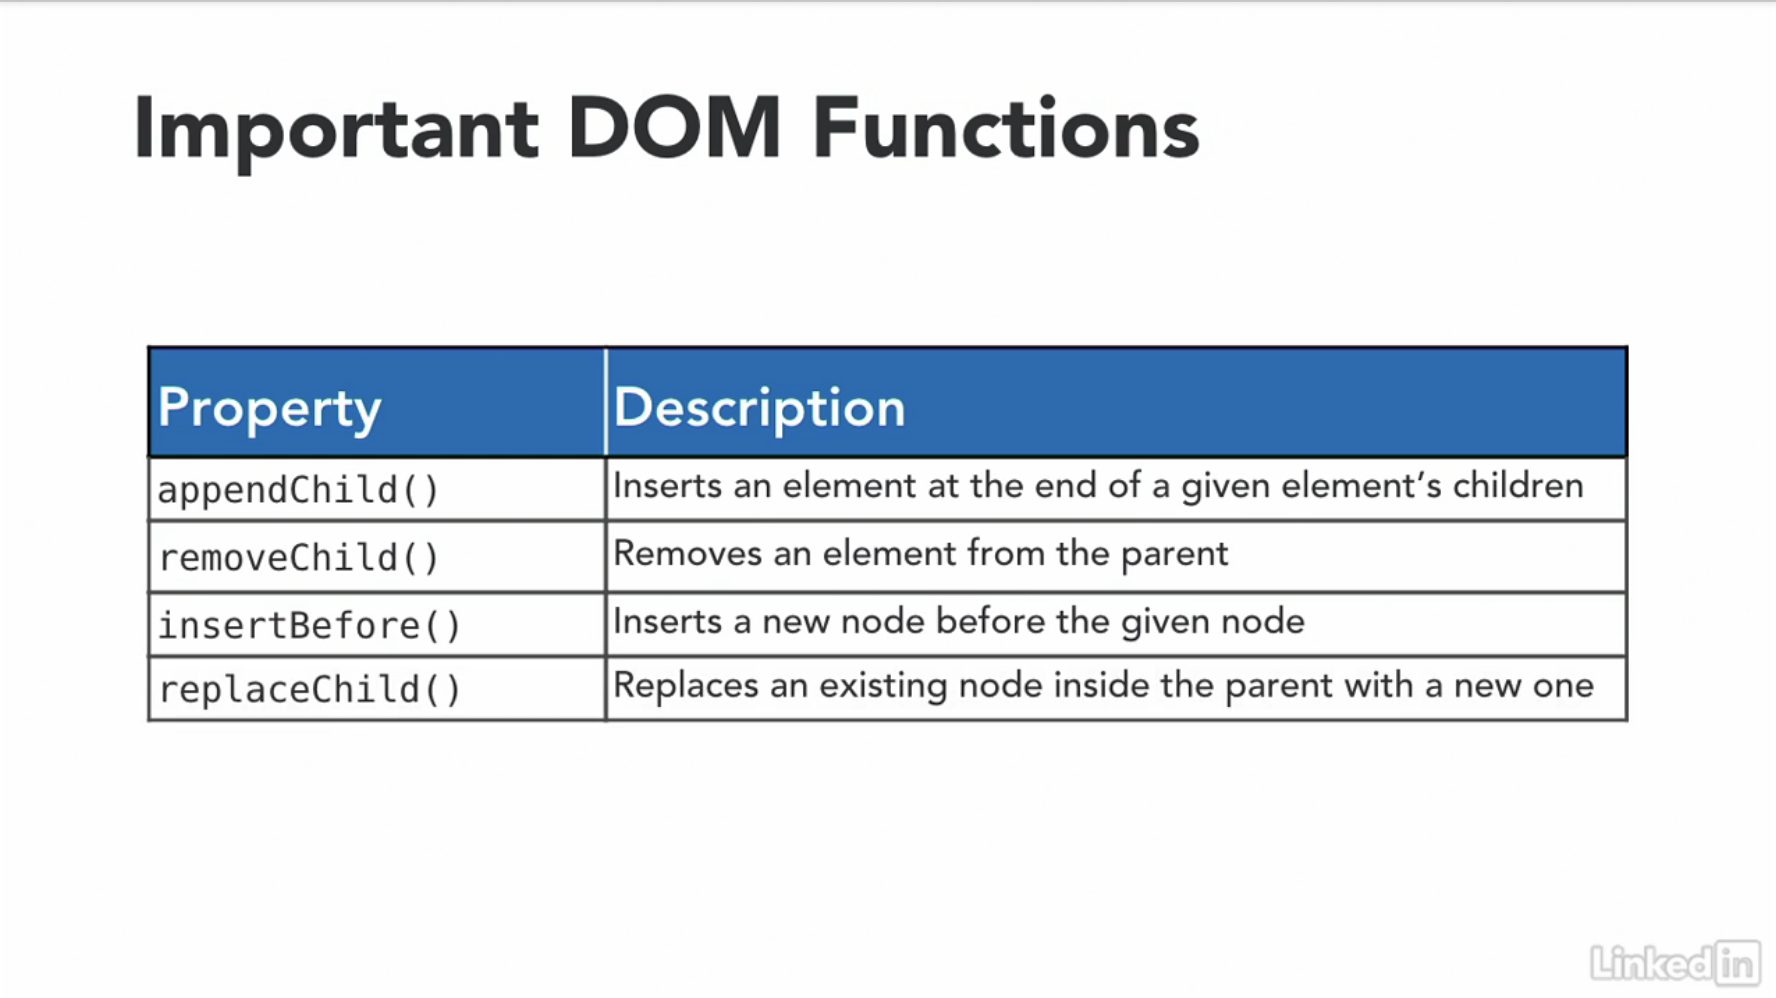 Important DOM Functions
Property Description
appendChild() Inserts an element at the end of a given element’s children
removeChild() Removes an element from the parent
insertBefore() Inserts a new node before the given node
replaceChild() Replaces an existing node inside the parent with a new one
Linked in